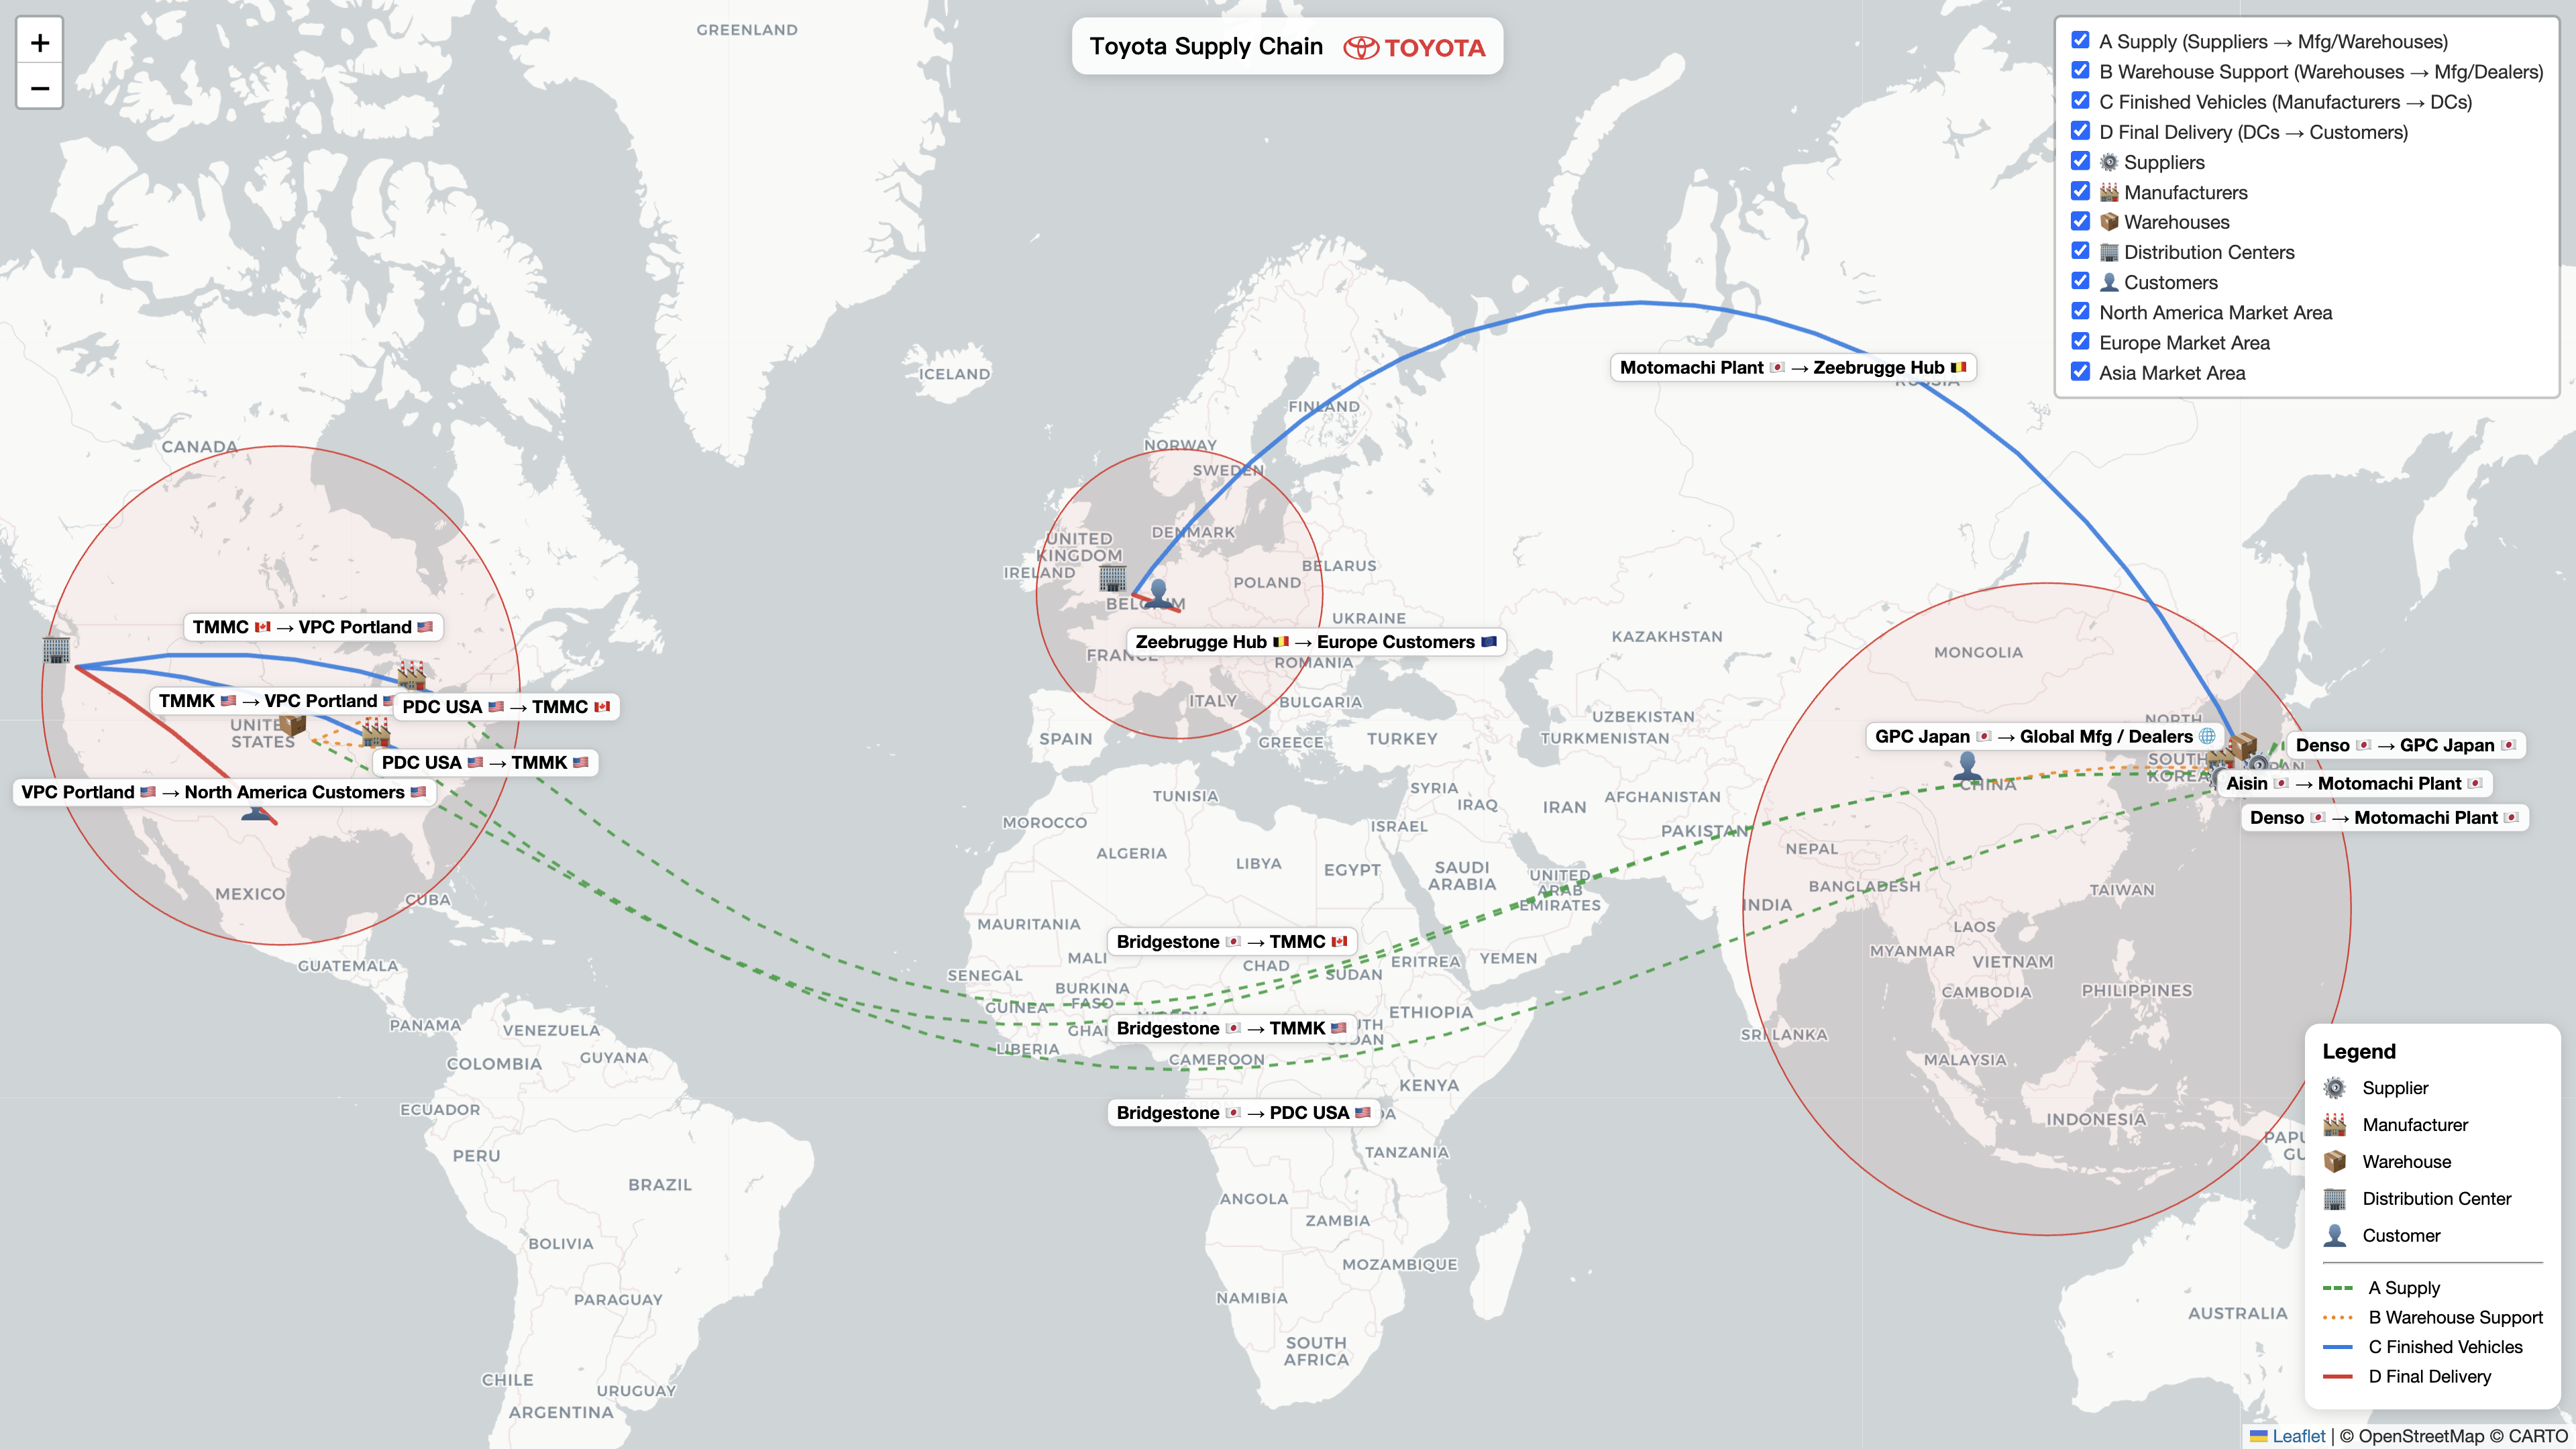 +
−
Toyota Supply Chain TOYOTA
A Supply (Suppliers → Mfg/Warehouses)
B Warehouse Support (Warehouses → Mfg/Dealers)
C Finished Vehicles (Manufacturers → DCs)
D Final Delivery (DCs → Customers)
Suppliers
Manufacturers
Warehouses
Distribution Centers
Customers
North America Market Area
Europe Market Area
Asia Market Area
GREENLAND
ICELAND
Motomachi Plant → Zeebrugge Hub
RUSSIA
FINLAND
NORWAY
SWEDEN
CANADA
DENMARK
UNITED
KINGDOM
IRELAND
BELARUS
POLAND
BELGIUM
UKRAINE
TMMC → VPC Portland
Zeebrugge Hub → Europe Customers
FRANCE
ROMANIA
KAZAKHSTAN
MONGOLIA
TMMK → VPC Portland
PDC USA → TMMC
UNITED
STATES
ITALY
BULGARIA
UZBEKISTAN
SPAIN
GREECE
TURKEY
TURKMENISTAN
NORTH
GPC Japan → Global Mfg / Dealers
Denso → GPC Japan
SOUTH
KOREA
PDC USA → TMMK
CHINA
Aisin → Motomachi Plant
VPC Portland → North America Customers
TUNISIA
SYRIA
IRAQ
IRAN
AFGHANISTAN
Denso → Motomachi Plant
MOROCCO
ISRAEL
PAKISTAN
ALGERIA
LIBYA
EGYPT
SAUDI
ARABIA
NEPAL
UNITED
ARAB
EMIRATES
BANGLADESH
TAIWAN
MEXICO
CUBA
INDIA
MAURITANIA
Bridgestone → TMMC
LAOS
MYANMAR
VIETNAM
MALI
CHAD
SUDAN
ERITREA
YEMEN
GUATEMALA
SENEGAL
BURKINA
FASO
CAMBODIA
PHILIPPINES
GUINEA
ETHIOPIA
PANAMA
VENEZUELA
Bridgestone → TMMK
SRI LANKA
LIBERIA
CAMEROON
COLOMBIA
GUYANA
MALAYSIA
KENYA
ECUADOR
Bridgestone → PDC USA
INDONESIA
PERU
TANZANIA
BRAZIL
ANGOLA
ZAMBIA
BOLIVIA
MOZAMBIQUE
NAMIBIA
PARAGUAY
AUSTRALIA
SOUTH
AFRICA
CHILE
URUGUAY
ARGENTINA
Legend
Supplier
Manufacturer
Warehouse
Distribution Center
Customer
A Supply
B Warehouse Support
C Finished Vehicles
D Final Delivery
Leaflet | © OpenStreetMap © CARTO